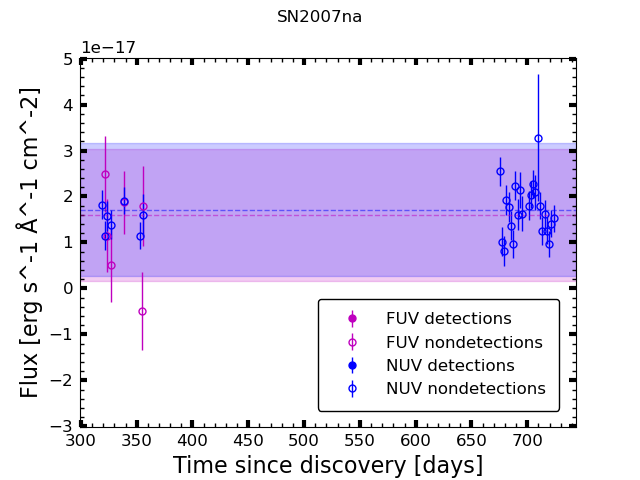 SN2007na
1e−17
5
4
3
2
1
0
−1
−2
−3
Flux [erg s^-1 Å^-1 cm^-2]
FUV detections
FUV nondetections
NUV detections
NUV nondetections
300 350 400 450 500 550 600 650 700
Time since discovery [days]